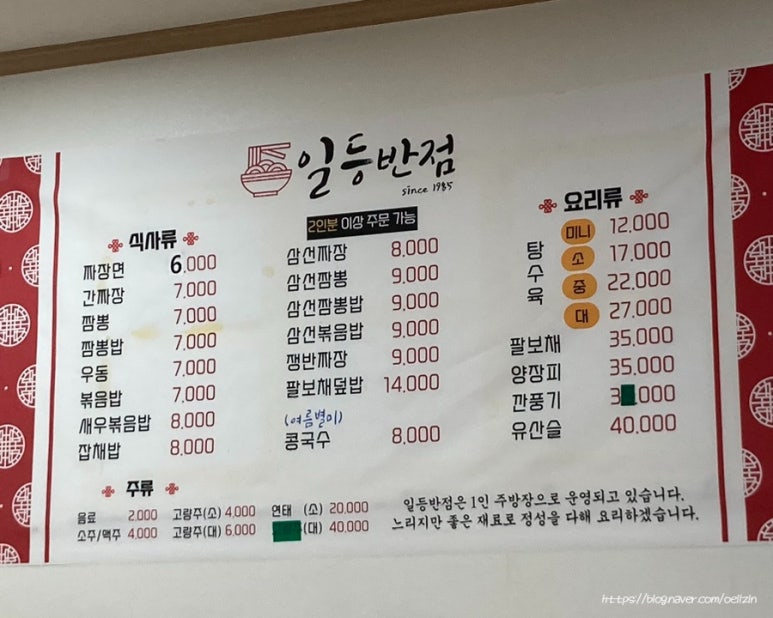 일등반점
since 1985
식사류
짜장면 6,000
간짜장 7,000
짬뽕 7,000
짬뽕밥 7,000
우동 7,000
볶음밥 7,000
새우볶음밥 8,000
잡채밥 8,000
2인분 이상 주문 가능
삼선짜장 8,000
삼선짬뽕 9,000
삼선짬뽕밥 9,000
삼선볶음밥 9,000
쟁반짜장 9,000
팔보채덮밥 14,000
(여름별미)
콩국수 8,000
요리류
탕수육
미니 12,000
소 17,000
중 22,000
대 27,000
팔보채 35,000
양장피 35,000
깐풍기
유산슬 40,000
주류
음료 2,000 고량주(소) 4,000 연태 (소) 20,000
소주/맥주 4,000 고량주(대) 6,000 (대) 40,000
일등반점은 1인 주방장으로 운영되고 있습니다.
느리지만 좋은 재료로 정성을 다해 요리하겠습니다.
https://blog.naver.com/oeilzin